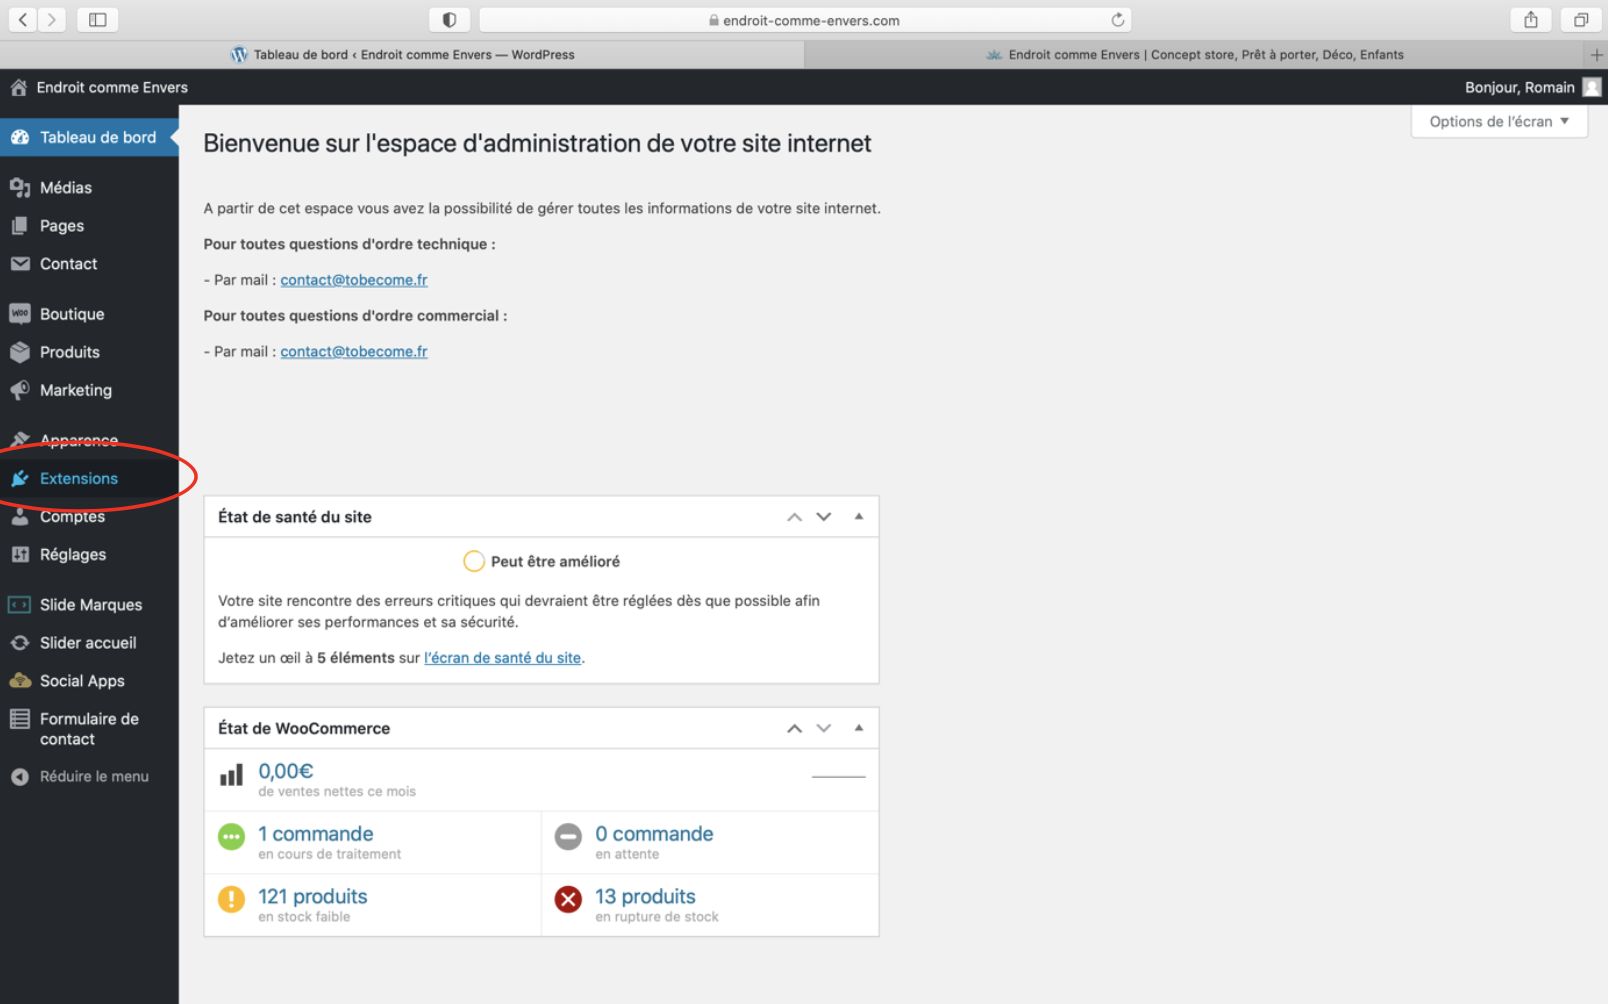 endroit-comme-envers.com
Tableau de bord ‹ Endroit comme Envers — WordPress
Endroit comme Envers | Concept store, Prêt à porter, Déco, Enfants
Endroit comme Envers
Bonjour, Romain
Options de l'écran
Tableau de bord
Médias
Pages
Contact
Boutique
Produits
Marketing
Apparence
Extensions
Comptes
Réglages
Slide Marques
Slider accueil
Social Apps
Formulaire de
contact
Réduire le menu
Bienvenue sur l'espace d'administration de votre site internet
A partir de cet espace vous avez la possibilité de gérer toutes les informations de votre site internet.
Pour toutes questions d'ordre technique :
- Par mail : contact@tobecome.fr
Pour toutes questions d'ordre commercial :
- Par mail : contact@tobecome.fr
État de santé du site
Peut être amélioré
Votre site rencontre des erreurs critiques qui devraient être réglées dès que possible afin
d’améliorer ses performances et sa sécurité.
Jetez un œil à 5 éléments sur l’écran de santé du site.
État de WooCommerce
0,00€
de ventes nettes ce mois
1 commande
en cours de traitement
0 commande
en attente
121 produits
en stock faible
13 produits
en rupture de stock